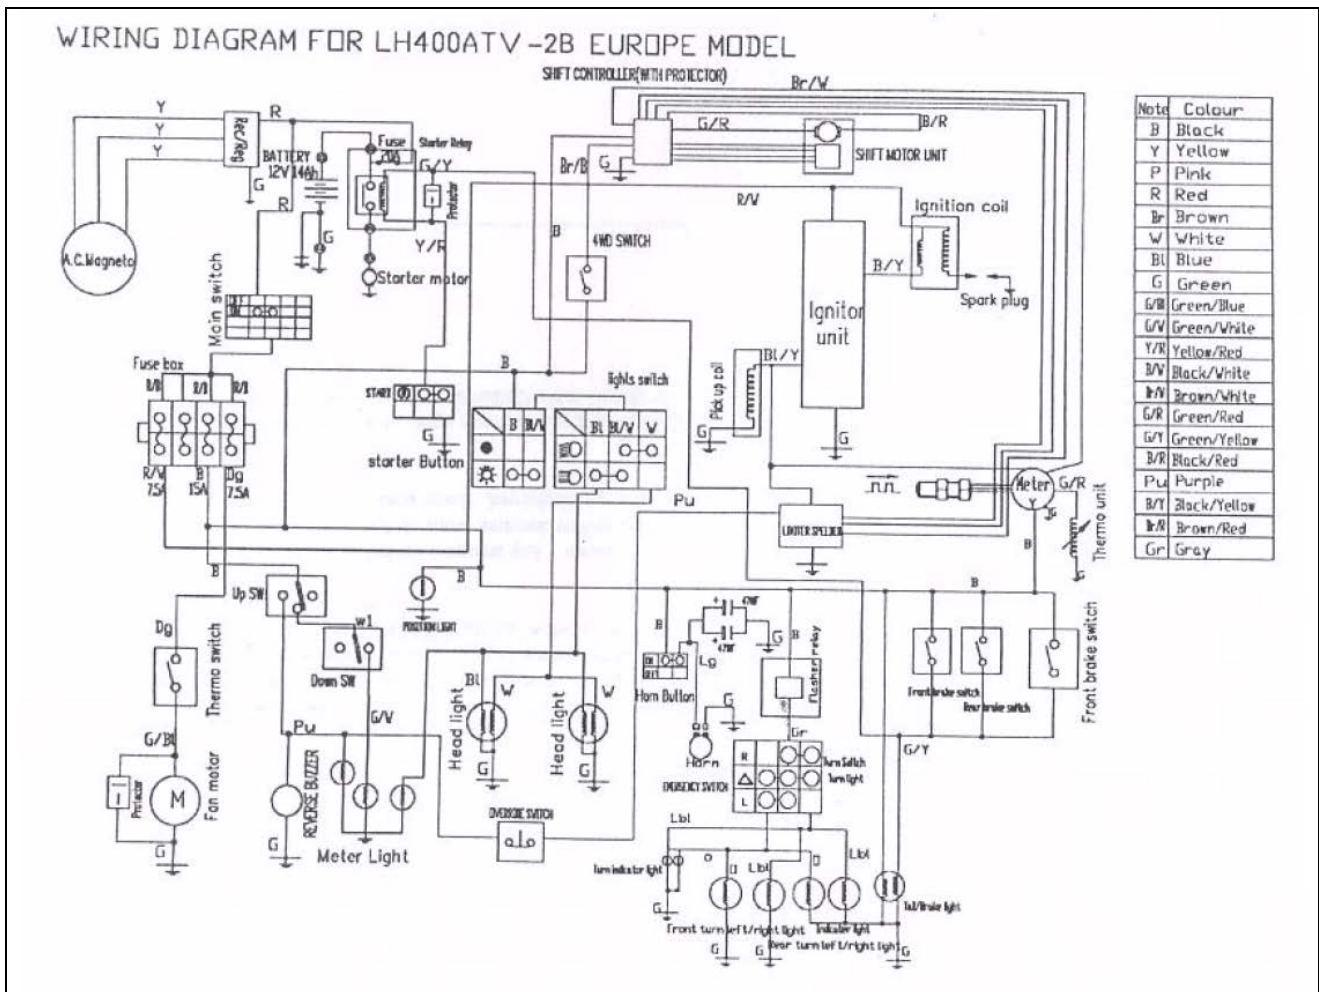 WIRING DIAGRAM FOR LH400ATV-2B EUROPE MODEL
SHIFT CONTROLLER(WITH PROTECTOR)
Br/W
Y
Y
Y
Rec/Reg
R
G
R
BATTERY
12V 14Ah
G
Fuse
20A
Starter Relay
G/Y
Protector
Y/R
Starter motor
A.C.Magneto
Main switch
G/R
B/R
SHIFT MOTOR UNIT
G
Br/B
B
4WD SWITCH
R/W
Ignition coil
B/Y
Spark plug
Ignitor
unit
Bl/Y
Pick up coil
G
G
Note Colour
B Black
Y Yellow
P Pink
R Red
Br Brown
W White
Bl Blue
G Green
G/Bl Green/Blue
G/W Green/White
Y/R Yellow/Red
B/W Black/White
Br/W Brown/White
G/R Green/Red
G/Y Green/Yellow
B/R Black/Red
Pu Purple
B/Y Black/Yellow
Br/R Brown/Red
Gr Gray
Fuse box
R/W
7.5A
B
15A
Dg
7.5A
START
G
starter Button
B
B Bl/W
lights switch
Bl Bl/W W
Pu
Meter
Y
G
G/R
Thermo unit
G
B
B
Up SW
w1
Down SW
G/W
B
POSITION LIGHT
B
Dg
Thermo switch
G/Bl
Protector
M
Fan motor
G
Pu
REVERSE BUZZER
G
Meter Light
Bl
W
Head light
G
W
Head light
G
OVERRIDE SWITCH
B
47UF
47UF
G
Lg
Horn Button
G
Horn
B
flasher relay
Gr
R
L
EMERGENCY SWITCH
Turn Switch
Turn light
B
Front brake switch
Rear brake switch
Front brake switch
G/Y
Lbl
Turn indicator light
Lbl
Lbl
G
Front turn left/right light
Indicator light
Rear turn left/right light
Tail/Brake light
G
G
G